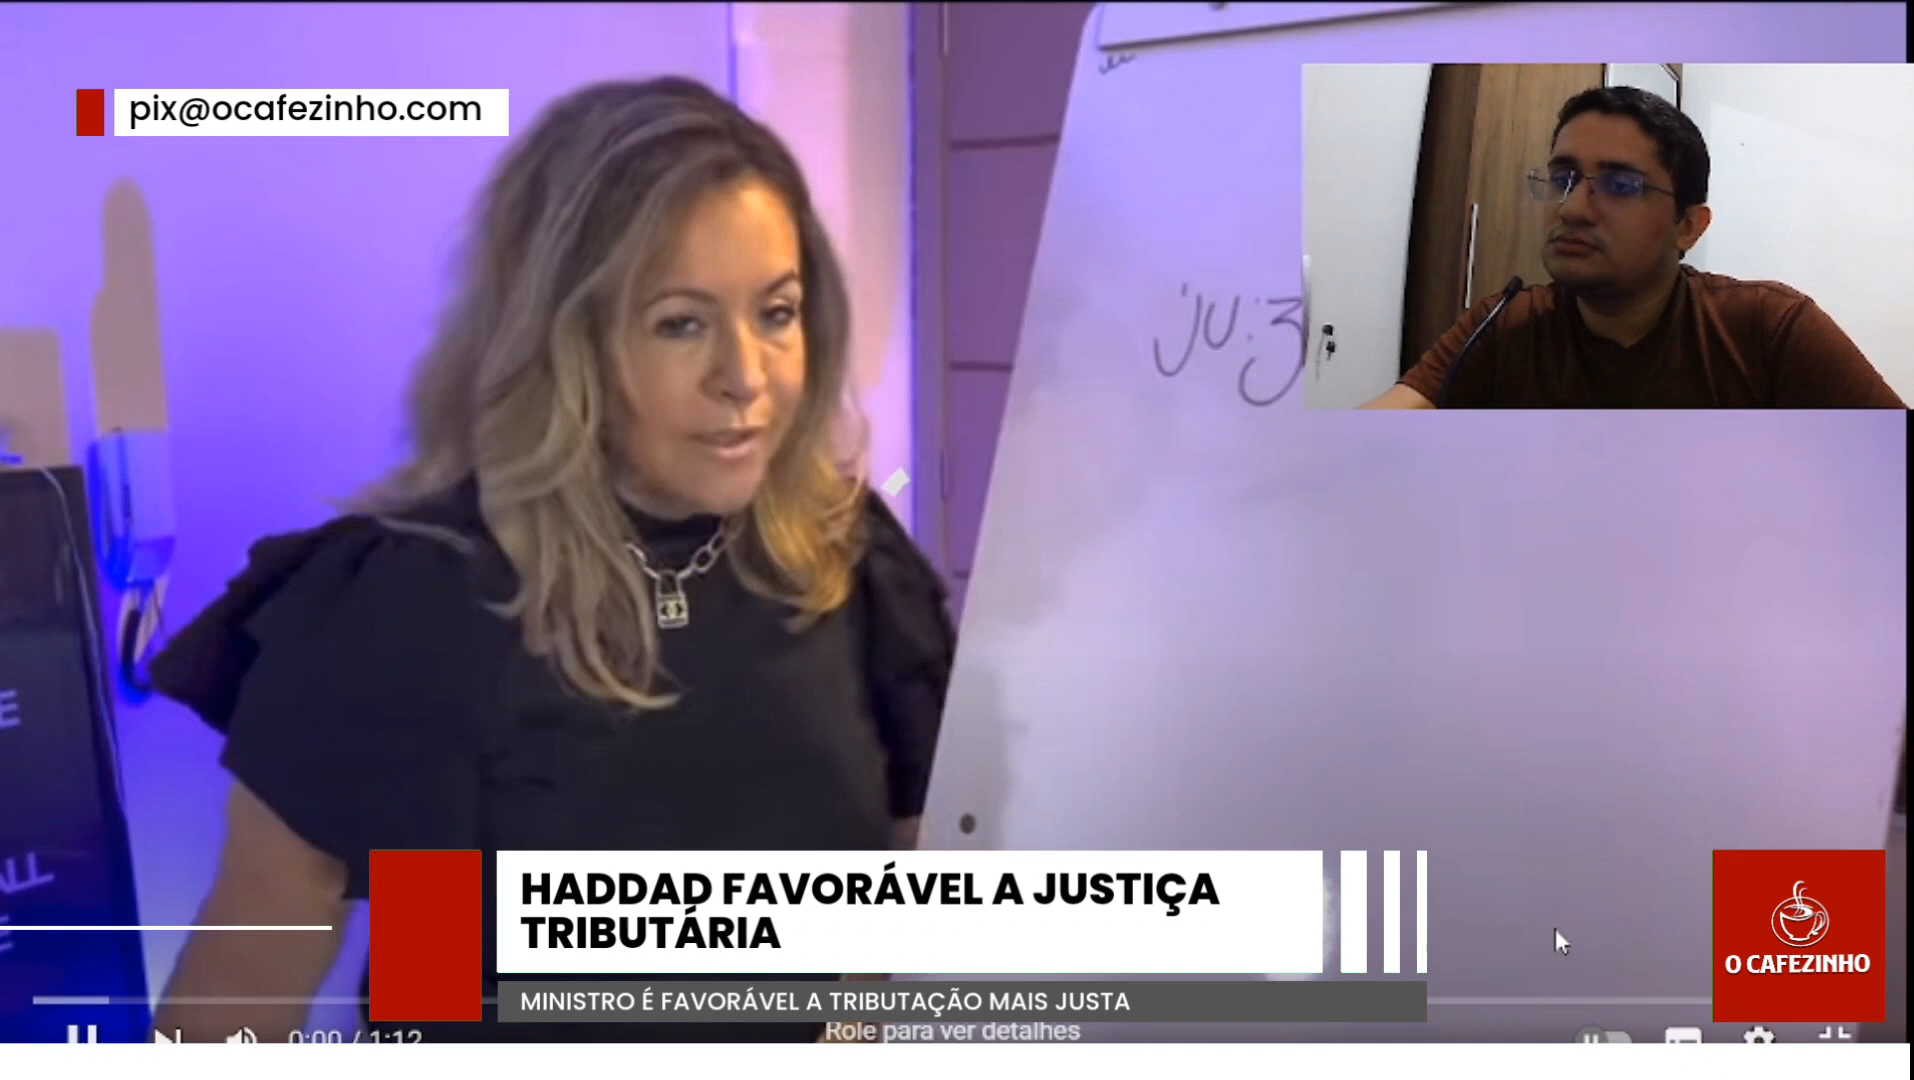 pix@ocafezinho.com
HADDAD FAVORÁVEL A JUSTIÇA
TRIBUTÁRIA
MINISTRO É FAVORÁVEL A TRIBUTAÇÃO MAIS JUSTA
O CAFEZINHO
0:00 / 1:12
Role para ver detalhes